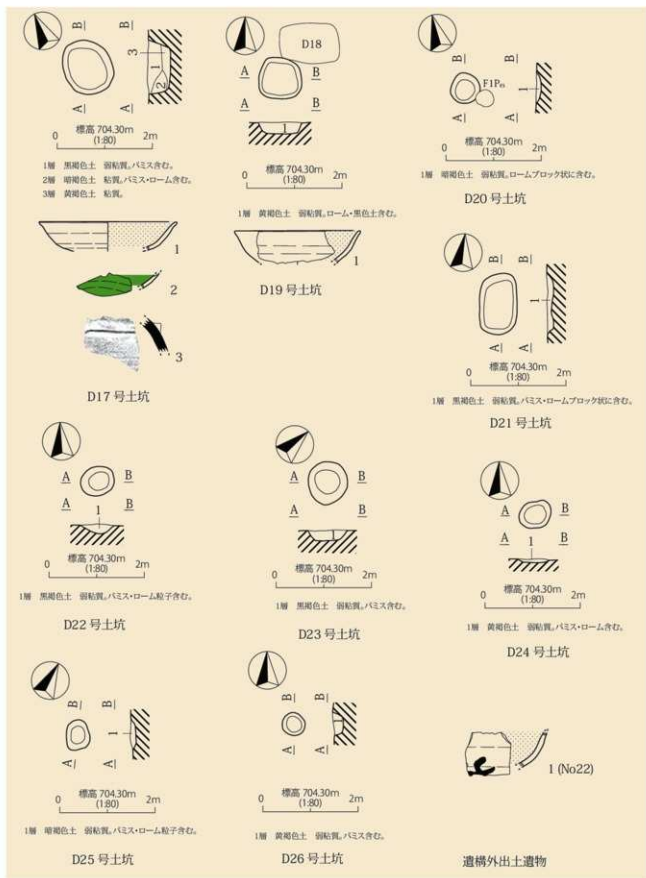 B
B
3
1
2
A
A
0
標高 704.30m
(1:80)
2m
1層 黒褐色土 弱粘質。パミス含む。
2層 暗褐色土 粘質。パミス・ローム含む。
3層 黄褐色土 粘質。
1
2
3
D17 号土坑
D18
A
B
A
B
1
標高 704.30m
(1:80)
0
2m
1層 黄褐色土 弱粘質。ローム・黒色土含む。
1
D19 号土坑
B
B
F1P
1
A
A
0
標高 704.30m
(1:80)
2m
1層 暗褐色土 弱粘質。ロームブロック状に含む。
D20 号土坑
B
B
1
A
A
0
標高 704.30m
(1:80)
2m
1層 黒褐色土 弱粘質。パミス・ロームブロック状に含む。
D21 号土坑
A
B
A
B
1
標高 704.30m
(1:80)
0
2m
1層 黒褐色土 弱粘質。パミス・ローム粒子含む。
D22 号土坑
A
B
A
B
1
標高 704.30m
(1:80)
0
2m
1層 黒褐色土 弱粘質。パミス含む。
D23 号土坑
A
B
A
B
1
標高 704.30m
(1:80)
0
2m
1層 黄褐色土 弱粘質。パミス・ローム含む。
D24 号土坑
B
B
1
A
A
標高 704.30m
0
(1:80)
2m
1層 暗褐色土 弱粘質。パミス・ローム粒子含む。
D25 号土坑
B
B
1
A
A
標高 704.30m
0
(1:80)
2m
1層 黄褐色土 弱粘質。パミス含む。
D26 号土坑
1 (No22)
遺構外出土遺物